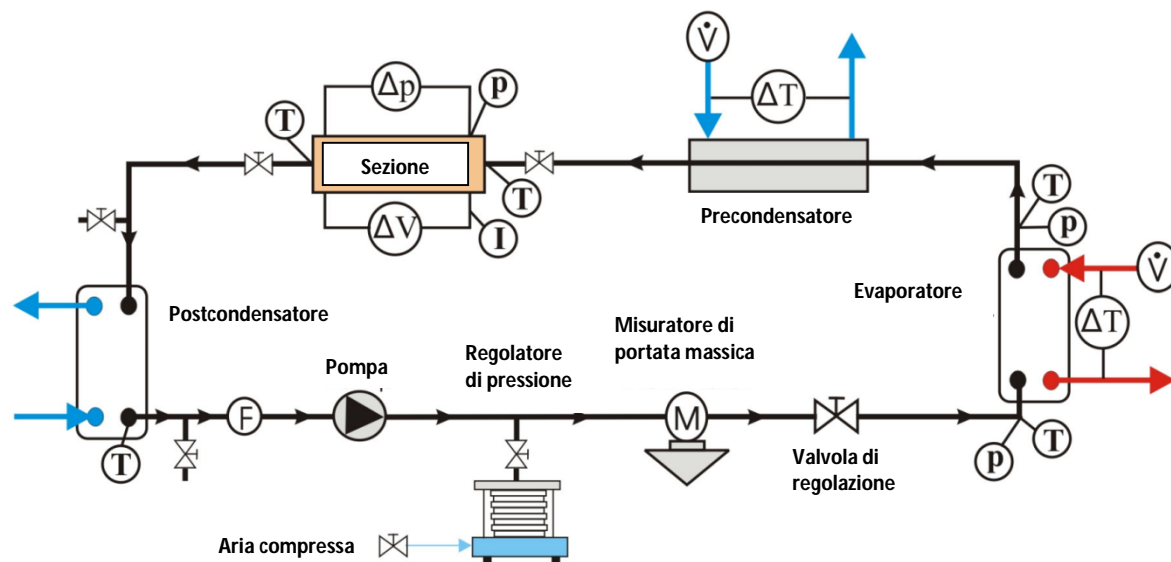 V̇
Δp
p
ΔT
T
Sezione
T
Precondensatore
T
p
ΔV
I
Evaporatore
V̇
ΔT
Postcondensatore
Misuratore di
portata massica
Regolatore
di pressione
Pompa
F
M
T
p
T
Valvola di
regolazione
Aria compressa